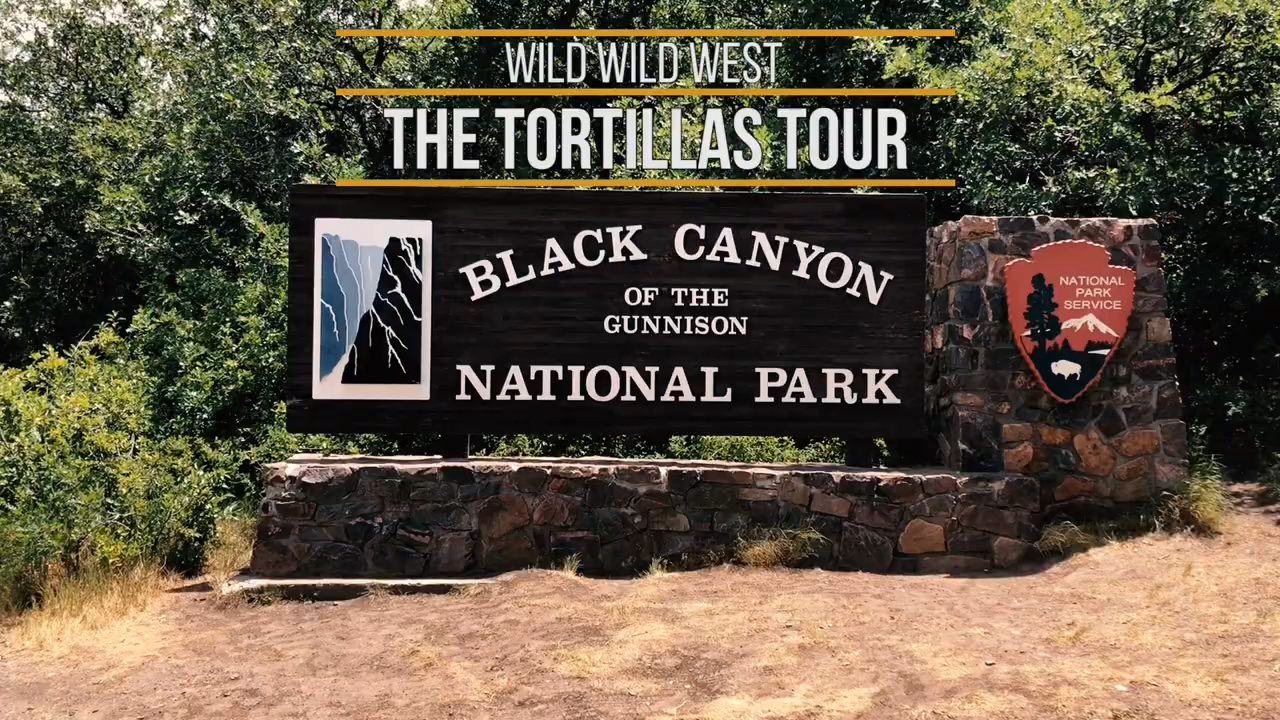 WILD WILD WEST
THE TORTILLAS TOUR
BLACK CANYON
OF THE
GUNNISON
NATIONAL PARK
NATIONAL
PARK
SERVICE